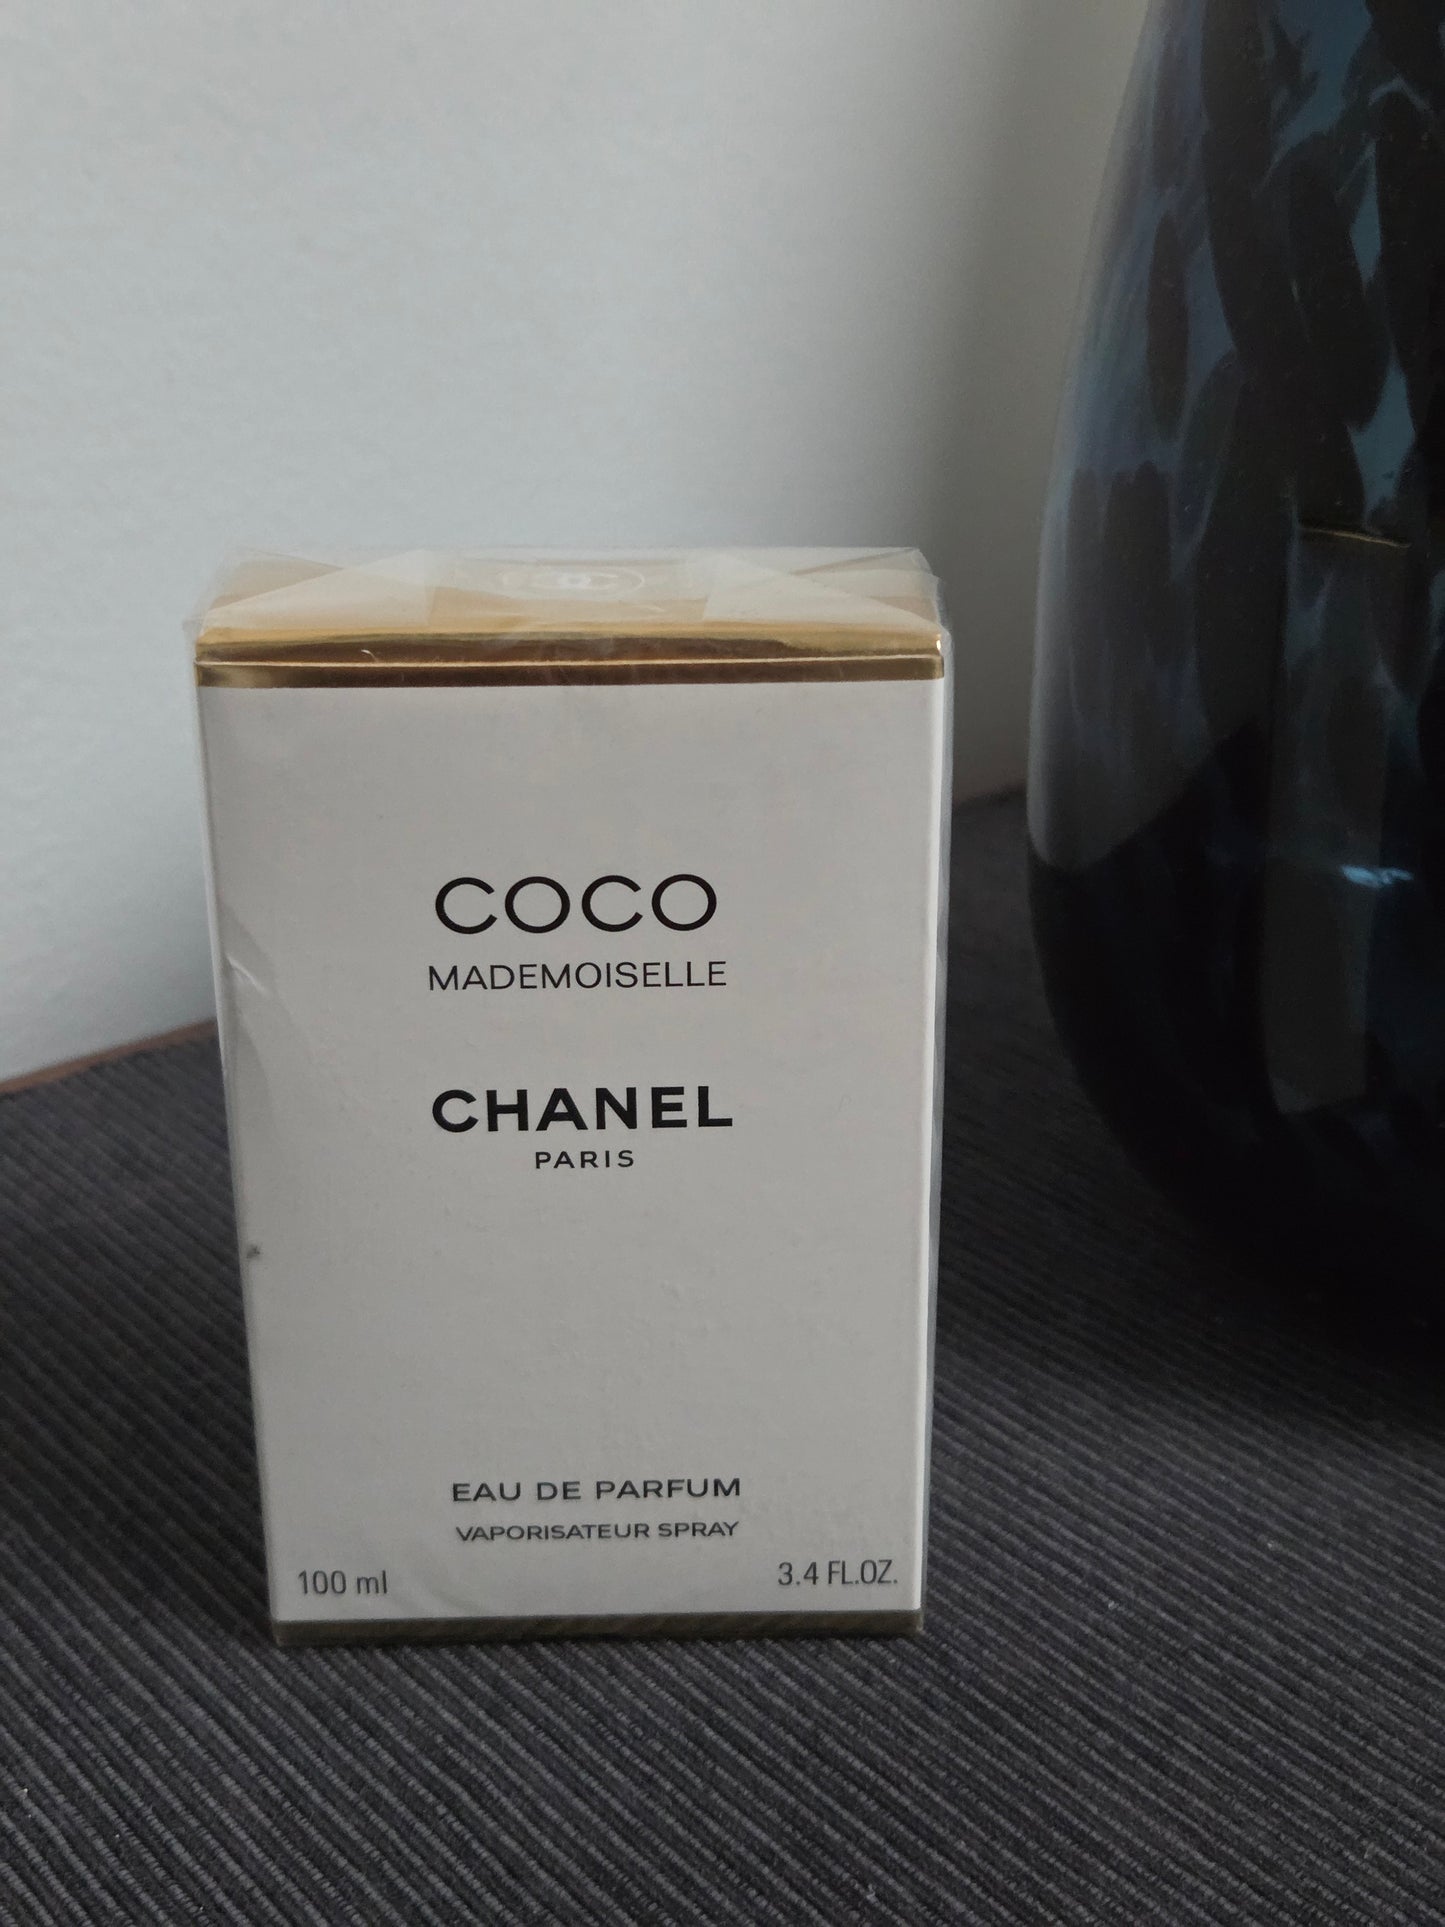 COCO
MADEMOISELLE
CHANEL
PARIS
EAU DE PARFUM
VAPORISATEUR SPRAY
100 ml 3.4 FL.OZ.